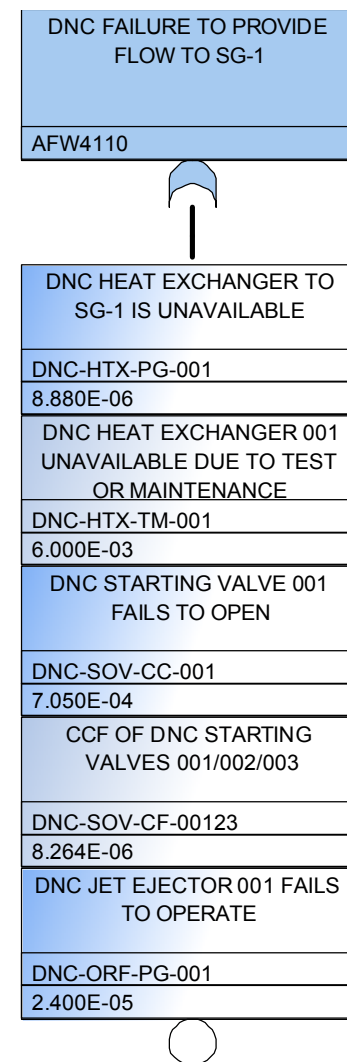 DNC FAILURE TO PROVIDE
FLOW TO SG-1
AFW4110
DNC HEAT EXCHANGER TO
SG-1 IS UNAVAILABLE
DNC-HTX-PG-001
8.880E-06
DNC HEAT EXCHANGER 001
UNAVAILABLE DUE TO TEST
OR MAINTENANCE
DNC-HTX-TM-001
6.000E-03
DNC STARTING VALVE 001
FAILS TO OPEN
DNC-SOV-CC-001
7.050E-04
CCF OF DNC STARTING
VALVES 001/002/003
DNC-SOV-CF-00123
8.264E-06
DNC JET EJECTOR 001 FAILS
TO OPERATE
DNC-ORF-PG-001
2.400E-05